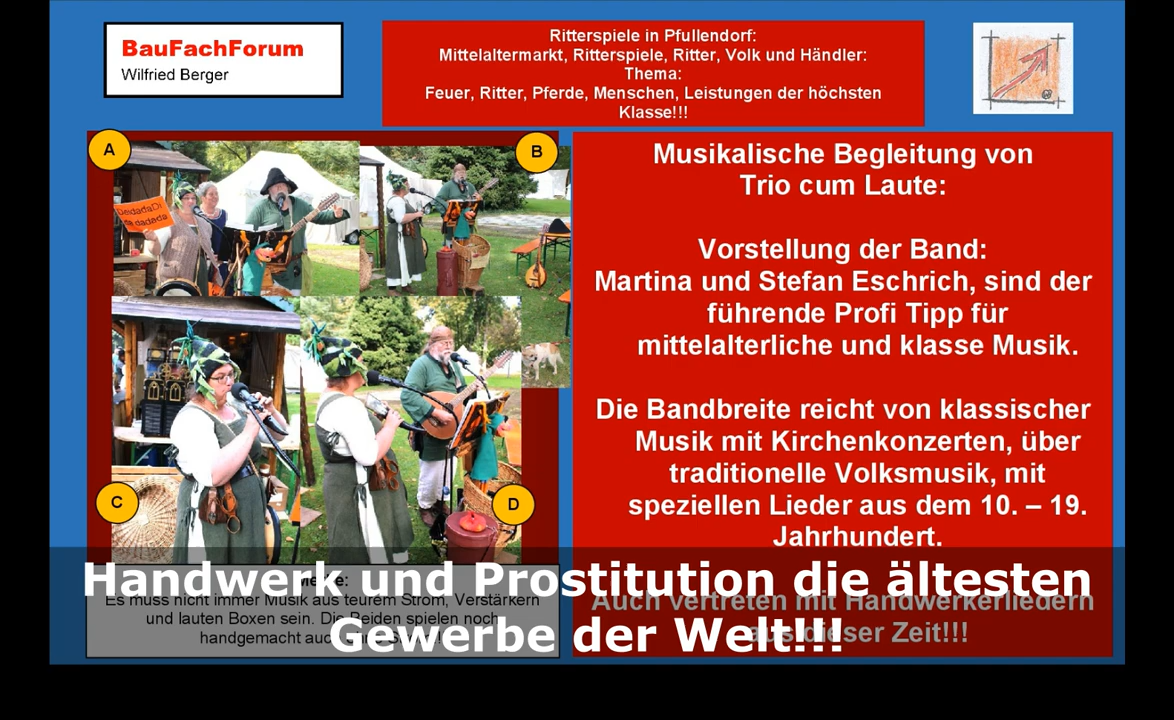 BauFachForum
Wilfried Berger
Ritterspiele in Pfullendorf:
Mittelaltermarkt, Ritterspiele, Ritter, Volk und Händler:
Thema:
Feuer, Ritter, Pferde, Menschen, Leistungen der höchsten
Klasse!!!
A
B
DeidadaDi
da dadada
C
D
Es muss nicht immer Musik aus teurem Strom, Verstärkern
und lauten Boxen sein. Die Beiden spielen noch
handgemacht
Musikalische Begleitung von
Trio cum Laute:
Vorstellung der Band:
Martina und Stefan Eschrich, sind der
führende Profi Tipp für
mittelalterliche und klasse Musik.
Die Bandbreite reicht von klassischer
Musik mit Kirchenkonzerten, über
traditionelle Volksmusik, mit
speziellen Lieder aus dem 10. – 19.
Jahrhundert.
Auch vertreten mit Handwerkerliedern
aus dieser Zeit!!!
Handwerk und Prostitution die ältesten
Gewerbe der Welt!!!